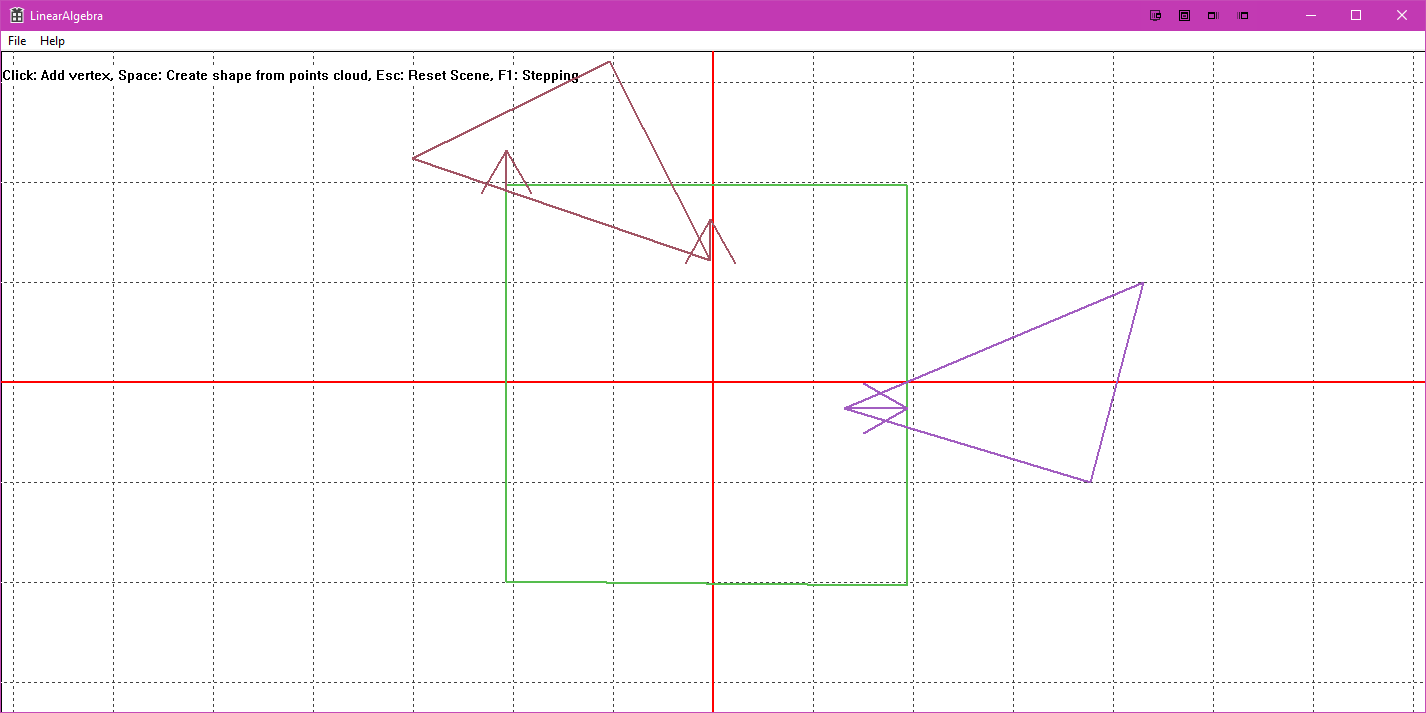 LinearAlgebra
File Help
Click: Add vertex, Space: Create shape from points cloud, Esc: Reset Scene, F1: Stepping